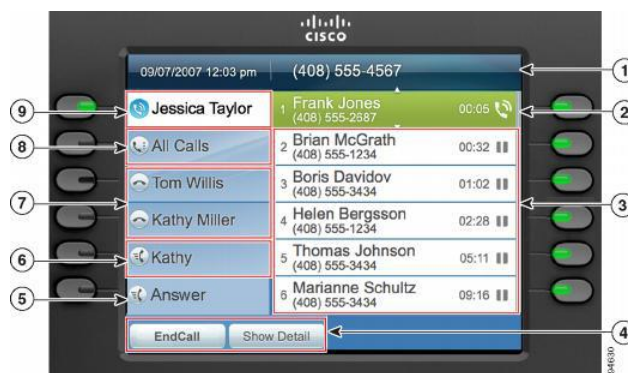 CISCO
09/07/2007 12:03 pm
(408) 555-4567
1
9
Jessica Taylor
1 Frank Jones 00:05
(408) 555-2687
2
8
All Calls
2 Brian McGrath 00:32
(408) 555-1234
7
Tom Willis
3 Boris Davidov 01:02
(408) 555-3434
3
Kathy Miller
4 Helen Bergsson 02:28
(408) 555-1234
6
Kathy
5 Thomas Johnson 05:11
(408) 555-3434
5
Answer
6 Marianne Schultz 09:16
(408) 555-3434
EndCall
Show Detail
4